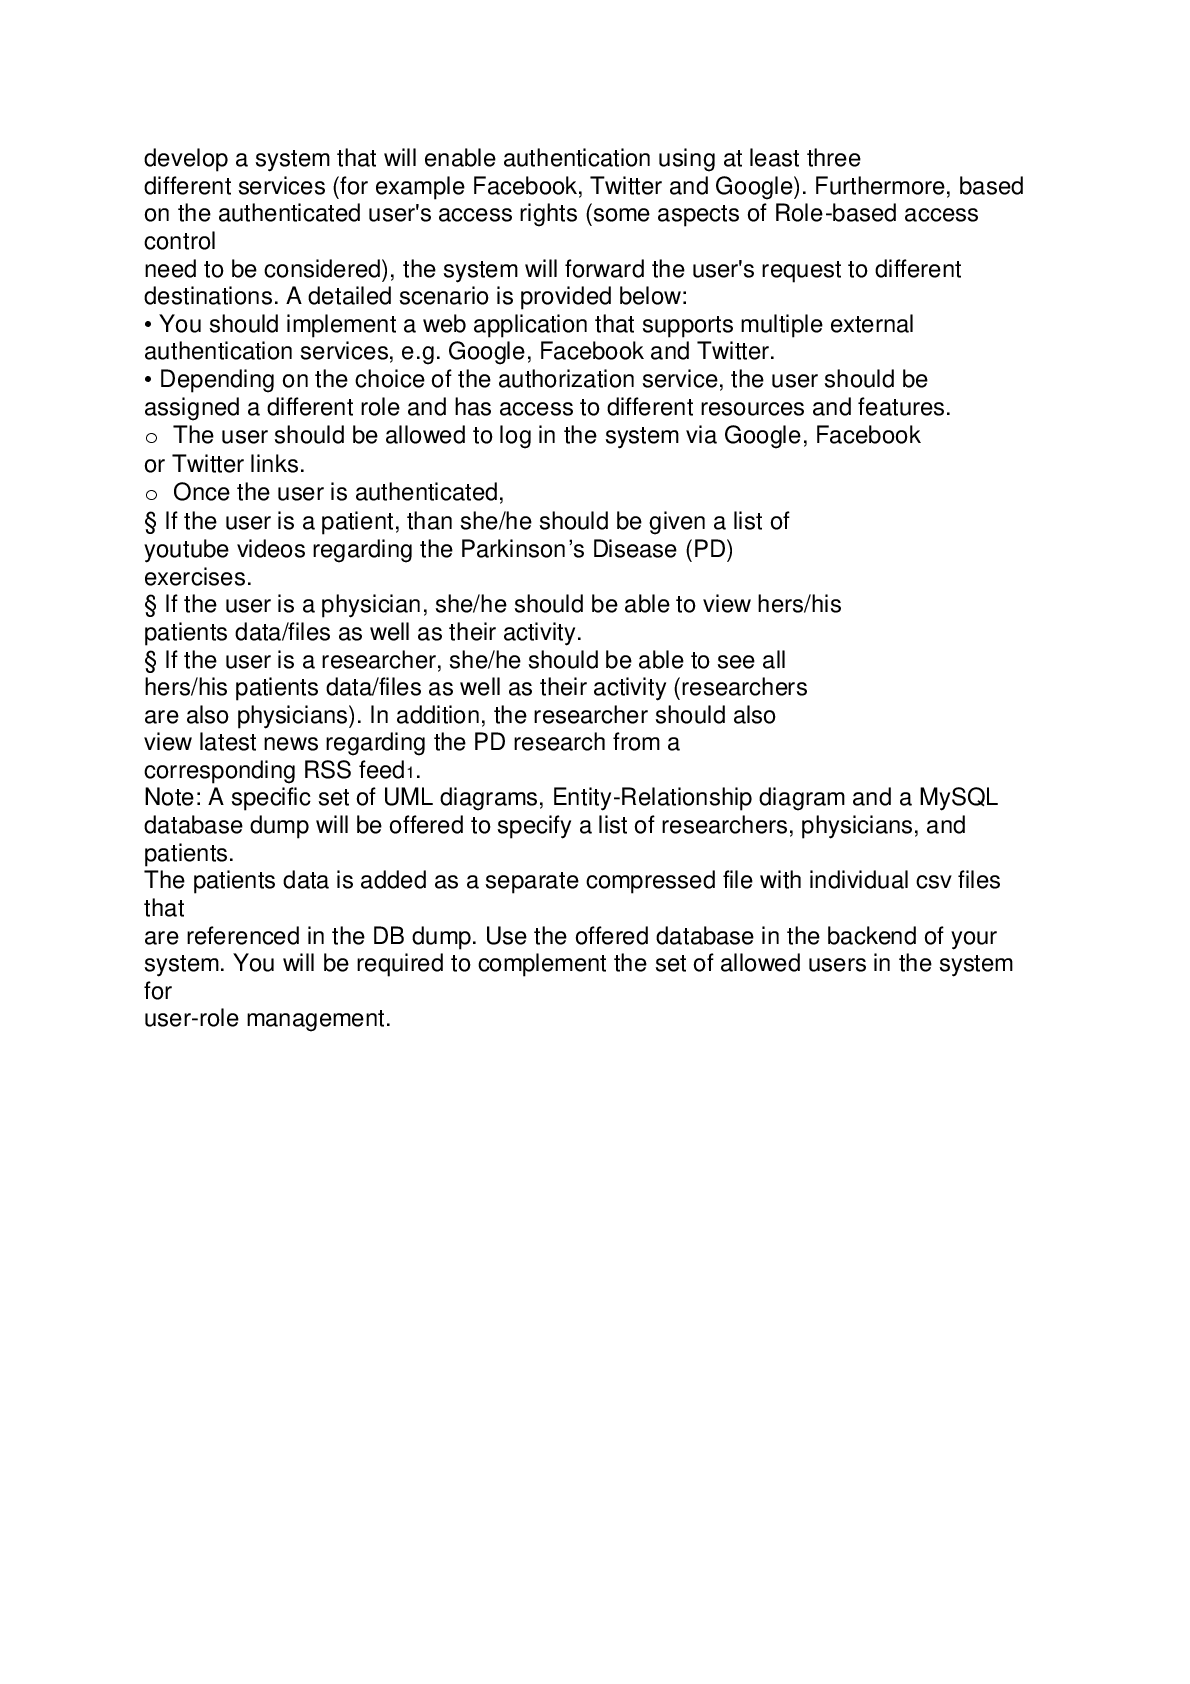 develop a system that will enable authentication using at least three
different services (for example Facebook, Twitter and Google). Furthermore, based
on the authenticated user's access rights (some aspects of Role-based access
control
need to be considered), the system will forward the user's request to different
destinations. A detailed scenario is provided below:
• You should implement a web application that supports multiple external
authentication services, e.g. Google, Facebook and Twitter.
• Depending on the choice of the authorization service, the user should be
assigned a different role and has access to different resources and features.
o The user should be allowed to log in the system via Google, Facebook
or Twitter links.
o Once the user is authenticated,
§ If the user is a patient, than she/he should be given a list of
youtube videos regarding the Parkinson’s Disease (PD)
exercises.
§ If the user is a physician, she/he should be able to view hers/his
patients data/files as well as their activity.
§ If the user is a researcher, she/he should be able to see all
hers/his patients data/files as well as their activity (researchers
are also physicians). In addition, the researcher should also
view latest news regarding the PD research from a
corresponding RSS feed1.
Note: A specific set of UML diagrams, Entity-Relationship diagram and a MySQL
database dump will be offered to specify a list of researchers, physicians, and
patients.
The patients data is added as a separate compressed file with individual csv files
that
are referenced in the DB dump. Use the offered database in the backend of your
system. You will be required to complement the set of allowed users in the system
for
user-role management.